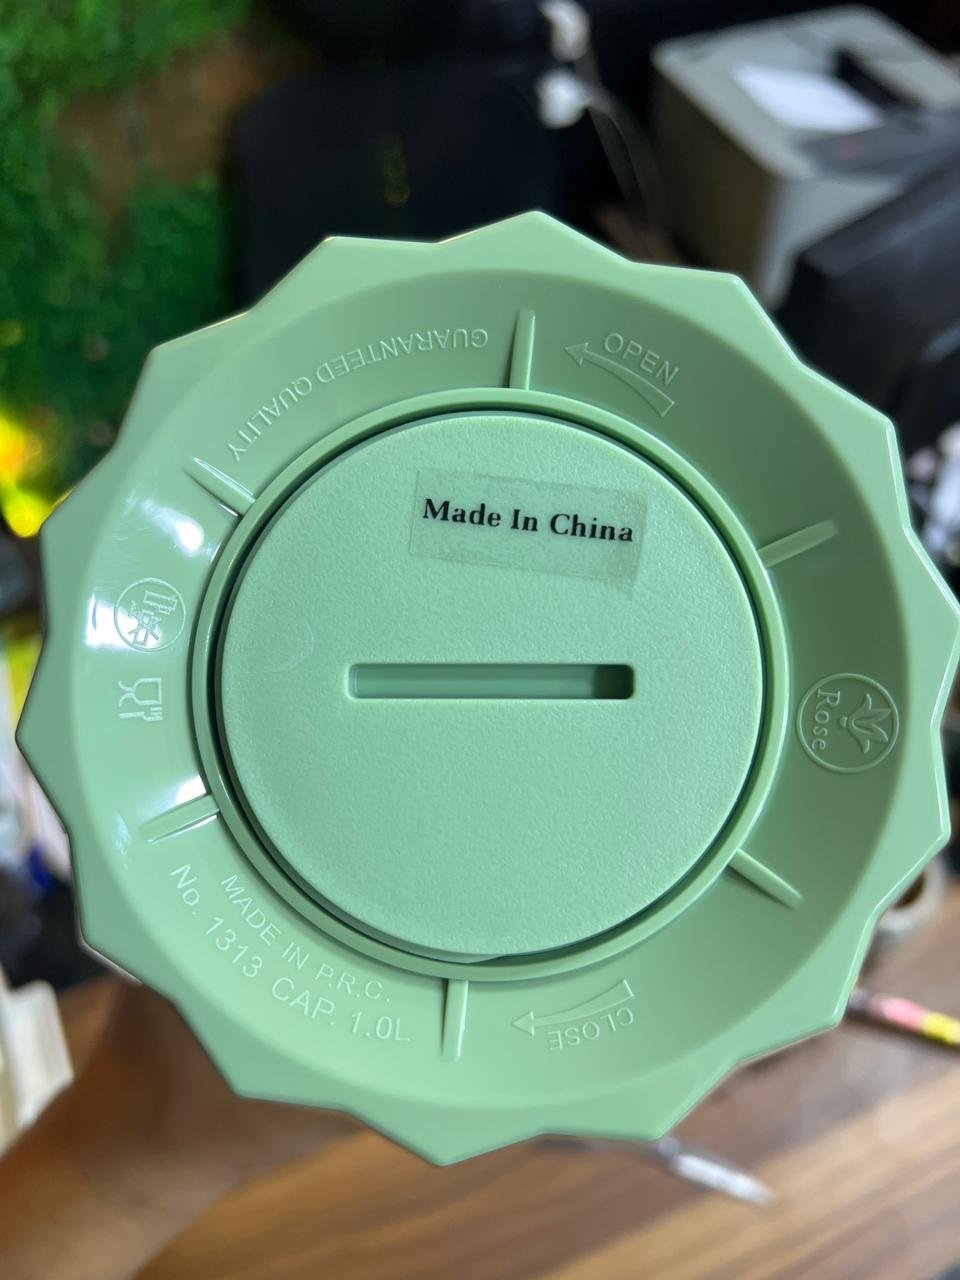 GUARANTEED QUALITY
OPEN
Made In China
Rose
MADE IN P.R.C.
No. 1313 CAP. 1.0L
CLOSE